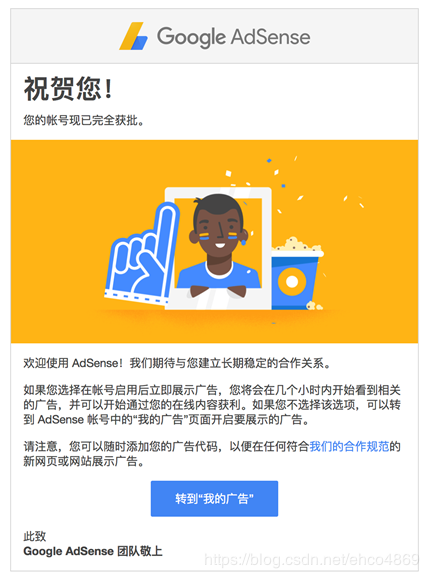 Google AdSense
祝贺您！
您的帐号现已完全获批。
欢迎使用 AdSense！我们期待与您建立长期稳定的合作关系。
如果您选择在帐号启用后立即展示广告，您将会在几个小时内开始看到相关
的广告，并可以开始通过您的在线内容获利。如果您不选择该选项，可以转
到 AdSense 帐号中的“我的广告”页面开启要展示的广告。
请注意，您可以随时添加您的广告代码，以便在任何符合我们的合作规范的
新网页或网站展示广告。
转到“我的广告”
此致
Google AdSense 团队敬上
https://blog.csdn.net/ehco4869